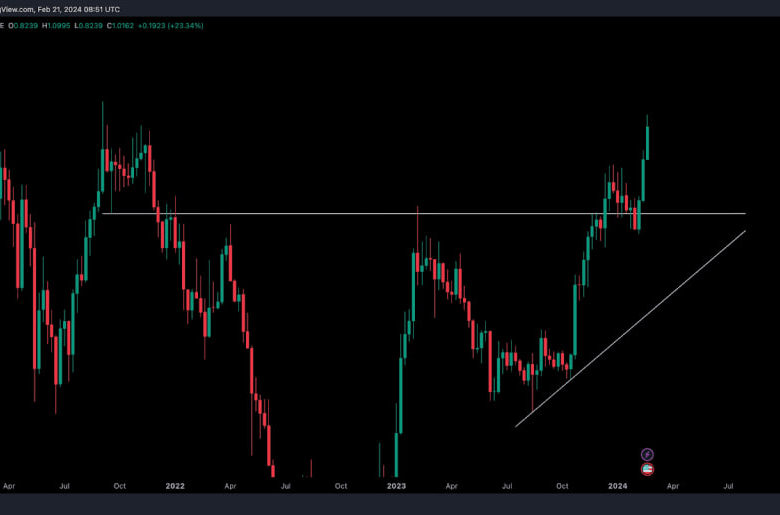 gView.com, Feb 21, 2024 08:51 UTC
E O0.8239 H1.0995 L0.8239 C1.0162 +0.1923 (+23.34%)
Apr Jul Oct 2022 Apr Jul Oct 2023 Apr Jul Oct 2024 Apr Jul